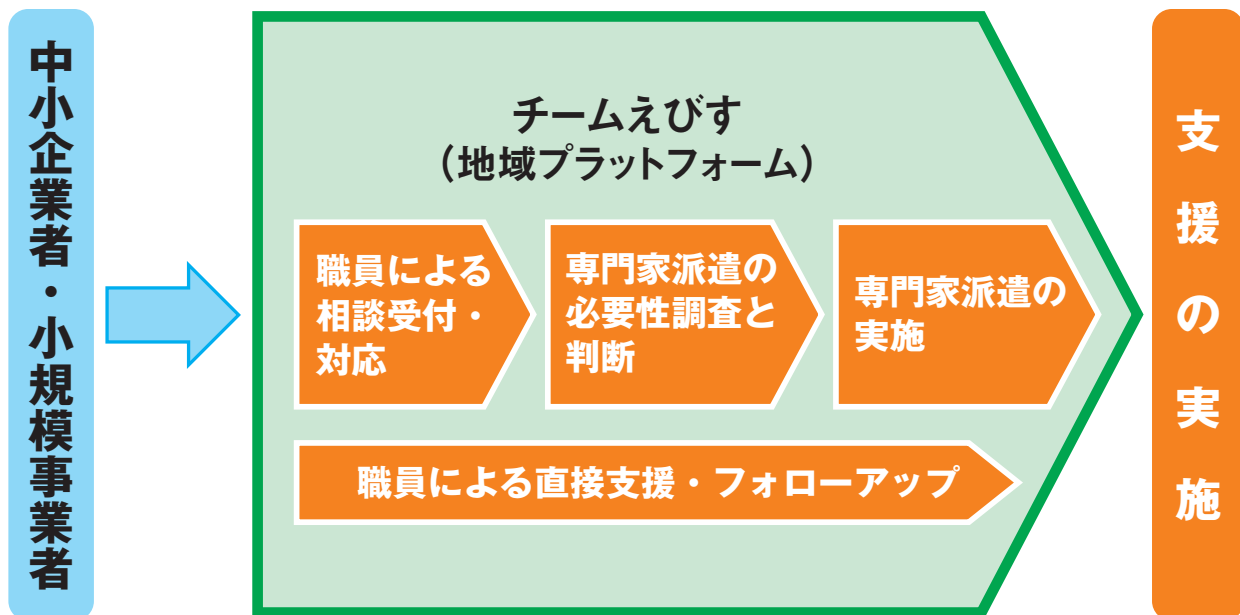 中小企業者・小規模事業者
チームえびす
（地域プラットフォーム）
職員による
相談受付・
対応
専門家派遣の
必要性調査と
判断
専門家派遣の
実施
職員による直接支援・フォローアップ
支援の実施